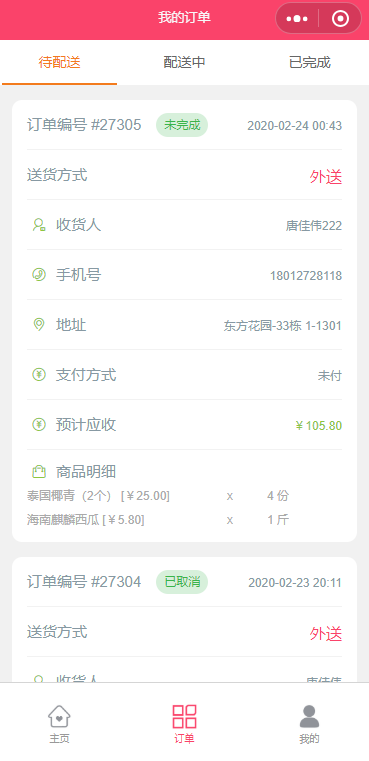 我的订单
待配送 配送中 已完成
订单编号 #27305 未完成 2020-02-24 00:43
送货方式 外送
收货人 唐佳伟222
手机号 18012728118
地址 东方花园-33栋 1-1301
支付方式 未付
预计应收 ¥105.80
商品明细
泰国椰青（2个） [¥25.00] x 4 份
海南麒麟西瓜 [¥5.80] x 1 斤
订单编号 #27304 已取消 2020-02-23 20:11
送货方式 外送
收货人 唐佳伟
主页 订单 我的